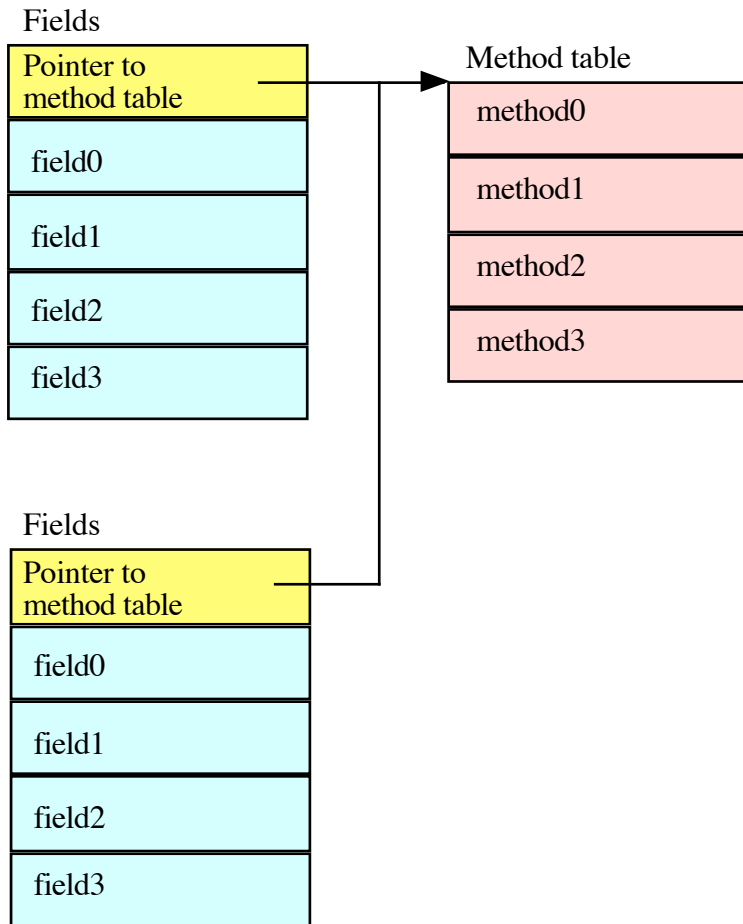 Fields
Pointer to
method table
field0
field1
field2
field3
Method table
method0
method1
method2
method3
Fields
Pointer to
method table
field0
field1
field2
field3